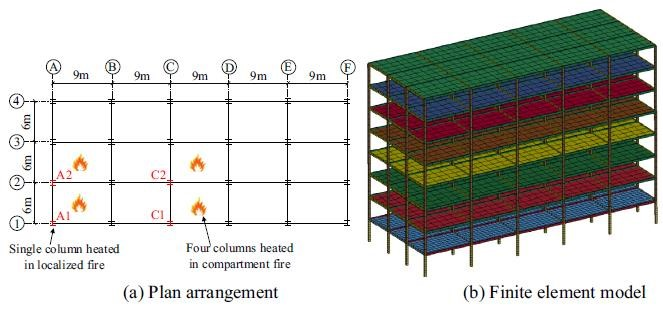 A B C D E F
9m 9m 9m 9m 9m
4
6m
3
6m
A2 C2
2
6m
A1 C1
1
Single column heated
in localized fire
Four columns heated
in compartment fire
(a) Plan arrangement
(b) Finite element model